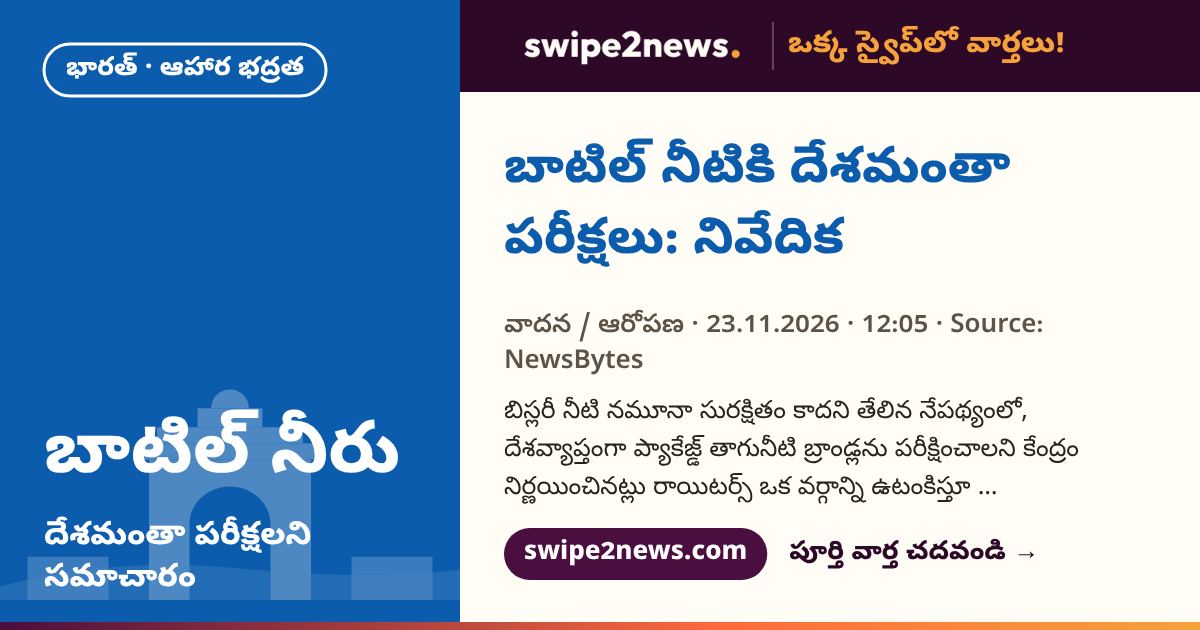 భారత్ · ఆహార భద్రత
బాటిల్ నీరు
దేశమంతా పరీక్షలని
సమాచారం
swipe2news.
ఒక్క స్వైప్‌లో వార్తలు!
బాటిల్ నీటికి దేశమంతా
పరీక్షలు: నివేదిక
వాదన / ఆరోపణ · 23.11.2026 · 12:05 · Source:
NewsBytes
బిస్లరీ నీటి నమూనా సురక్షితం కాదని తేలిన నేపథ్యంలో,
దేశవ్యాప్తంగా ప్యాకేజ్డ్ తాగునీటి బ్రాండ్లను పరీక్షించాలని కేంద్రం
నిర్ణయించినట్లు రాయిటర్స్ ఒక వర్గాన్ని ఉటంకిస్తూ ...
swipe2news.com
పూర్తి వార్త చదవండి →